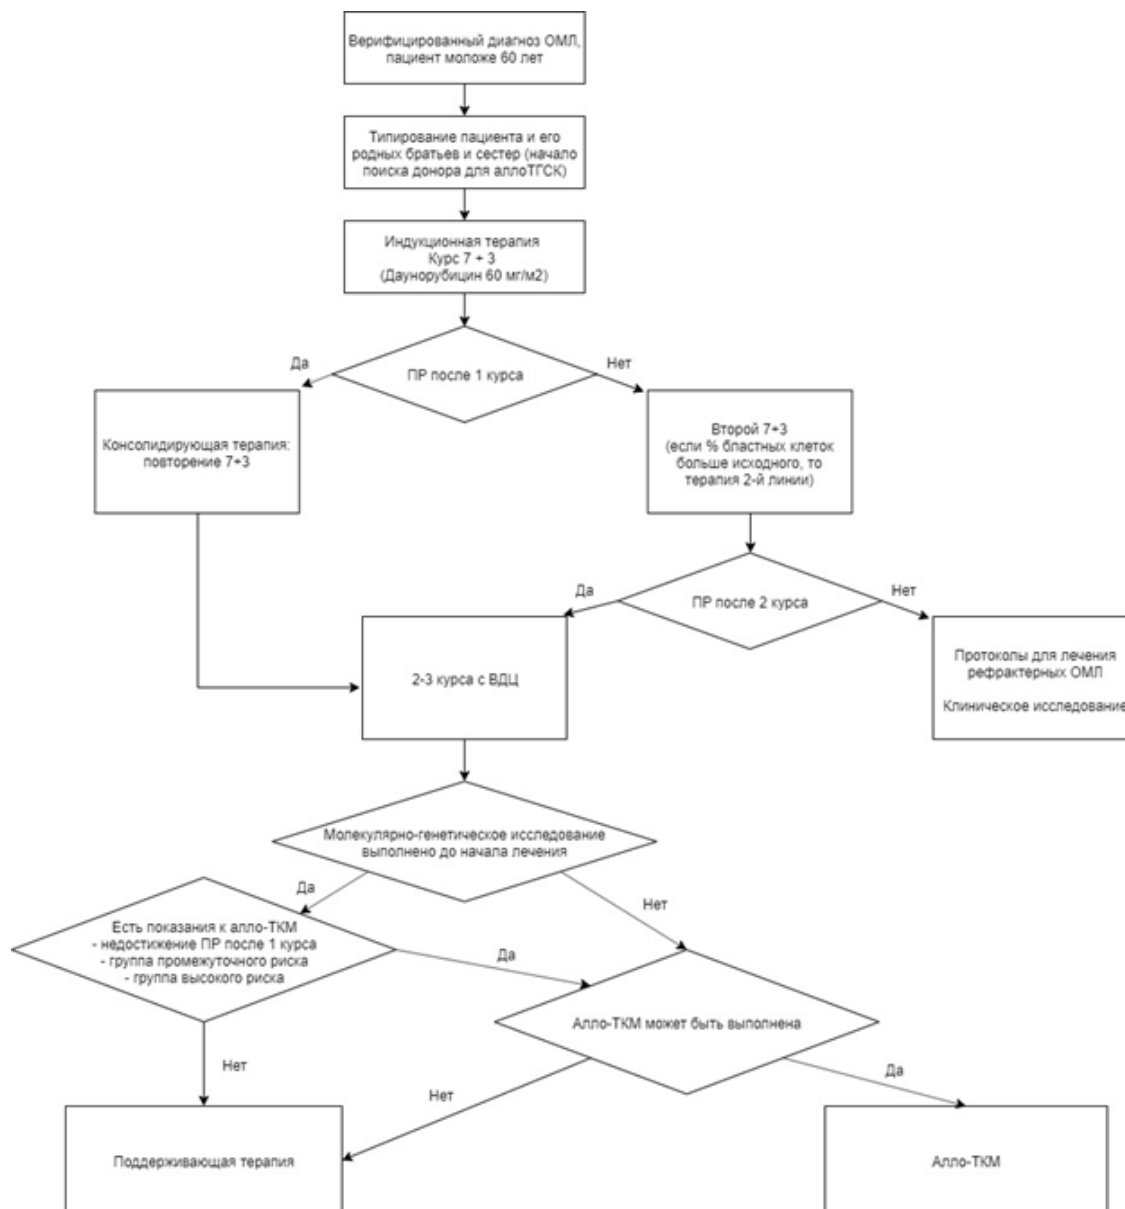 Верифицированный диагноз ОМЛ,
пациент моложе 60 лет
Типирование пациента и его
родных братьев и сестер (начало
поиска донора для аллоТГСК)
Индукционная терапия
Курс 7 + 3
(Даунорубицин 60 мг/м2)
Да
ПР после 1 курса
Нет
Консолидирующая терапия:
повторение 7+3
Второй 7+3
(если % бластных клеток
больше исходного, то
терапия 2-й линии)
Да
ПР после 2 курса
Нет
2-3 курса с ВДЦ
Протоколы для лечения
рефрактерных ОМЛ
Клиническое исследование
Молекулярно-генетическое исследование
выполнено до начала лечения
Да
Нет
Есть показания к алло-ТКМ
- недостижение ПР после 1 курса
- группа промежуточного риска
- группа высокого риска
Да
Алло-ТКМ может быть выполнена
Нет
Нет
Да
Поддерживающая терапия
Алло-ТКМ